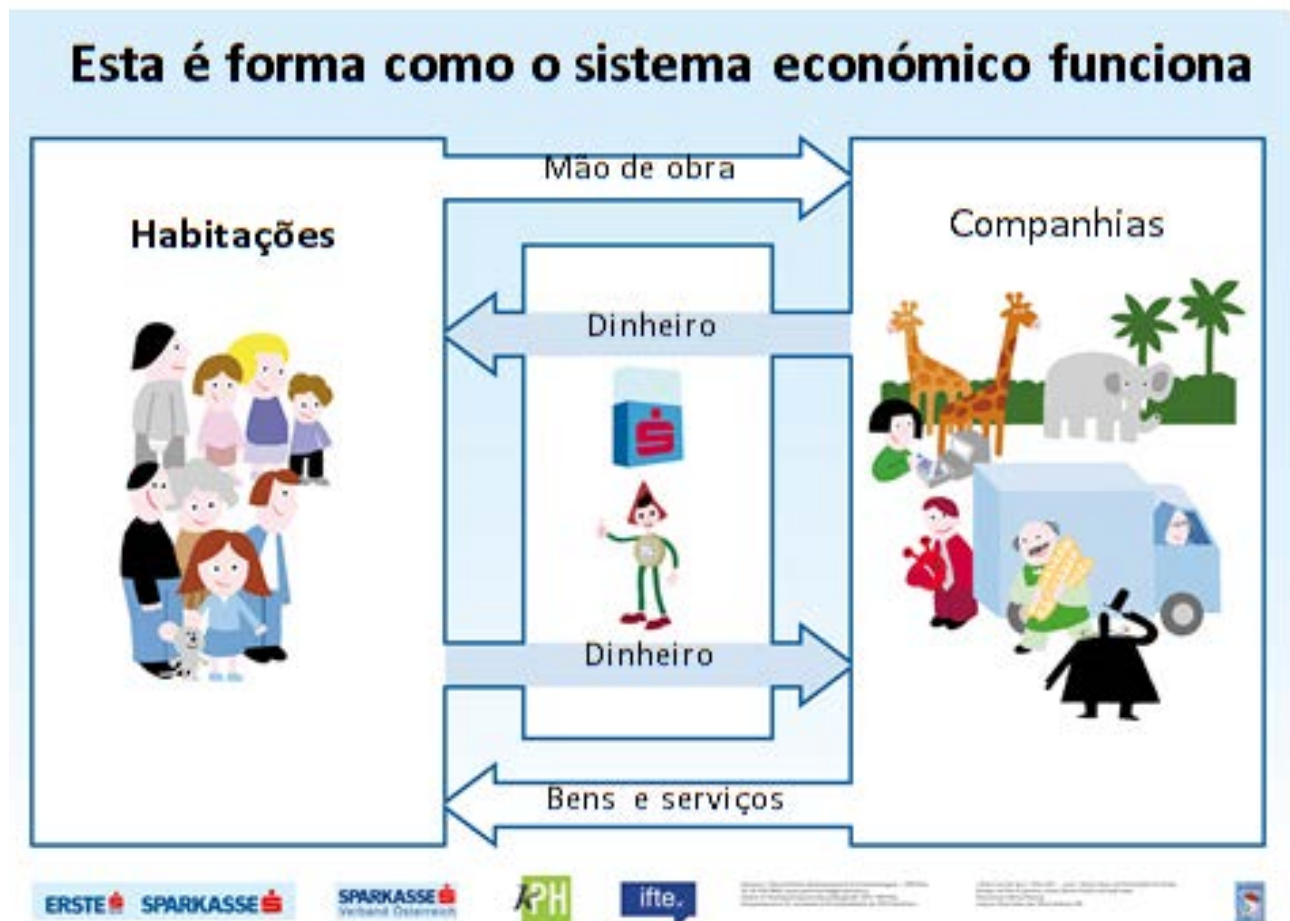 Esta é forma como o sistema económico funciona
Mão de obra
Habitações
Companhias
Dinheiro
Dinheiro
Bens e serviços
ERSTE SPARKASSE
SPARKASSE
Verband Österreich
KPH
ifte.